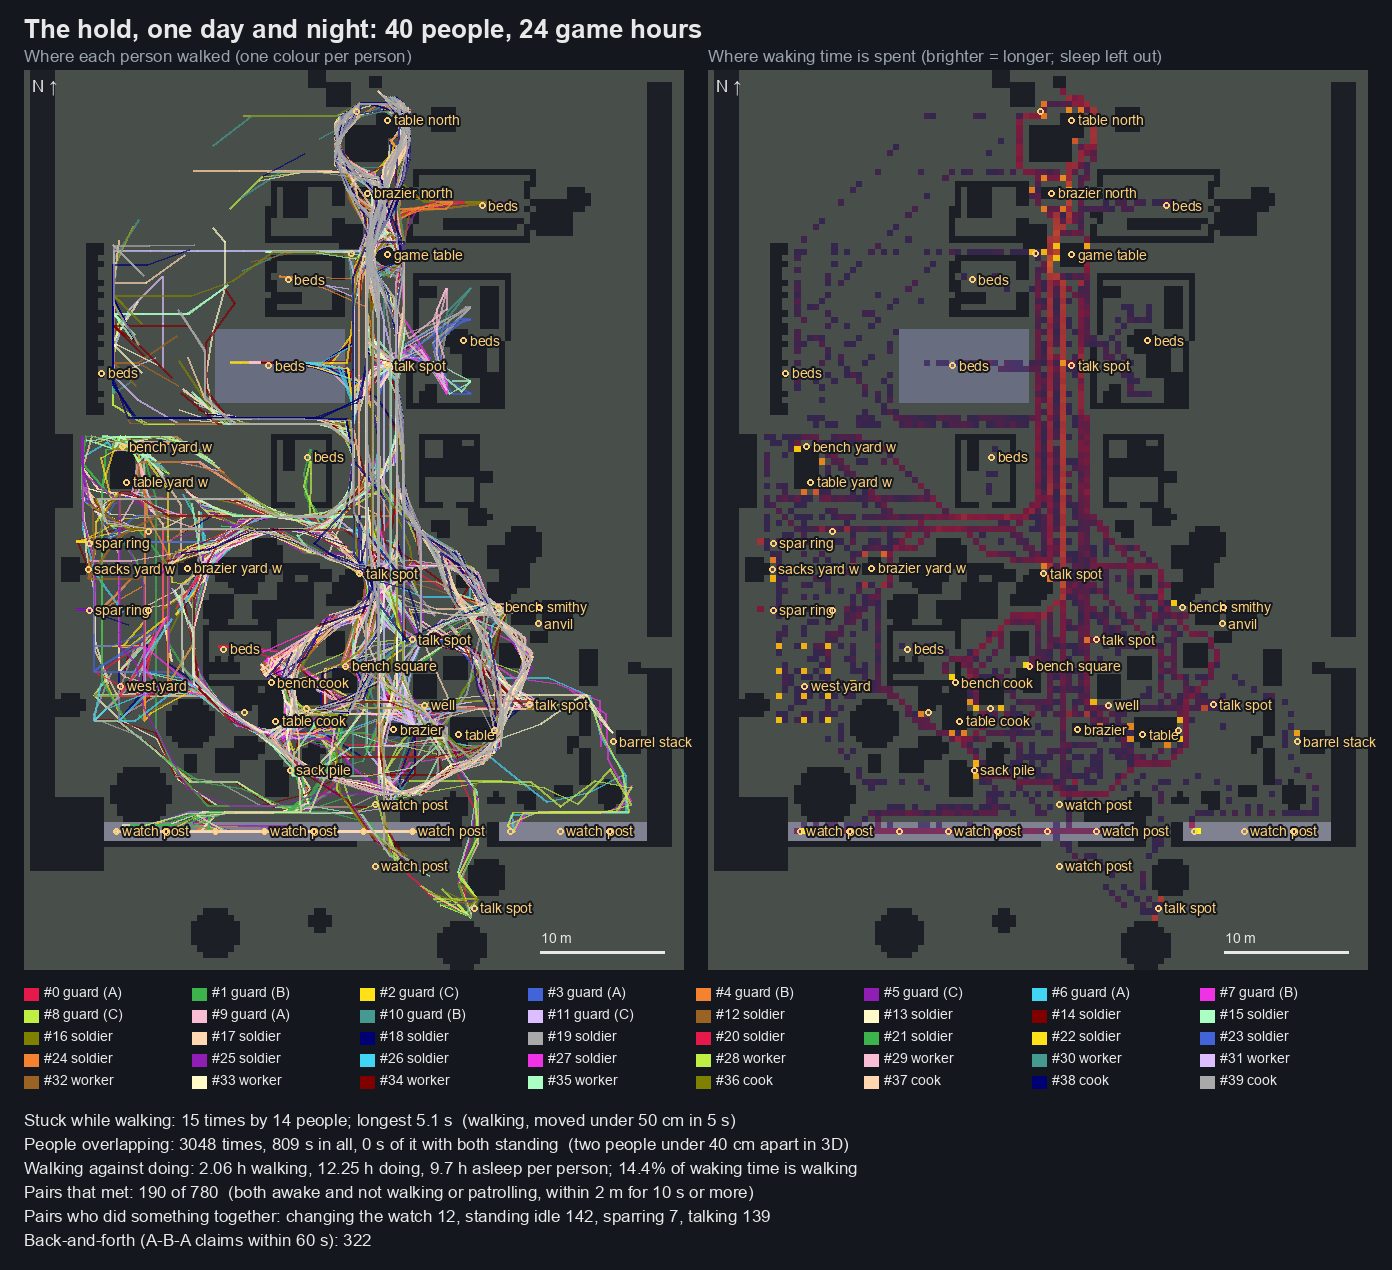 The hold, one day and night: 40 people, 24 game hours
Where each person walked (one colour per person)
N ↑
table north
brazier north
beds
game table
beds
beds
beds
talk spot
beds
bench yard w
beds
table yard w
spar ring
sacks yard w
brazier yard w
talk spot
spar ring
bench smithy
anvil
talk spot
beds
bench square
bench cook
west yard
well
talk spot
table cook
brazier
table
barrel stack
sack pile
watch post
watch post
watch post
watch post
watch post
watch post
talk spot
10 m
Where waking time is spent (brighter = longer; sleep left out)
N ↑
table north
brazier north
beds
game table
beds
beds
beds
talk spot
beds
bench yard w
beds
table yard w
spar ring
sacks yard w
brazier yard w
talk spot
spar ring
bench smithy
anvil
talk spot
beds
bench square
bench cook
west yard
well
talk spot
table cook
brazier
table
barrel stack
sack pile
watch post
watch post
watch post
watch post
watch post
watch post
talk spot
10 m
#0 guard (A) #1 guard (B) #2 guard (C) #3 guard (A) #4 guard (B) #5 guard (C) #6 guard (A) #7 guard (B)
#8 guard (C) #9 guard (A) #10 guard (B) #11 guard (C) #12 soldier #13 soldier #14 soldier #15 soldier
#16 soldier #17 soldier #18 soldier #19 soldier #20 soldier #21 soldier #22 soldier #23 soldier
#24 soldier #25 soldier #26 soldier #27 soldier #28 worker #29 worker #30 worker #31 worker
#32 worker #33 worker #34 worker #35 worker #36 cook #37 cook #38 cook #39 cook
Stuck while walking: 15 times by 14 people; longest 5.1 s (walking, moved under 50 cm in 5 s)
People overlapping: 3048 times, 809 s in all, 0 s of it with both standing (two people under 40 cm apart in 3D)
Walking against doing: 2.06 h walking, 12.25 h doing, 9.7 h asleep per person; 14.4% of waking time is walking
Pairs that met: 190 of 780 (both awake and not walking or patrolling, within 2 m for 10 s or more)
Pairs who did something together: changing the watch 12, standing idle 142, sparring 7, talking 139
Back-and-forth (A-B-A claims within 60 s): 322